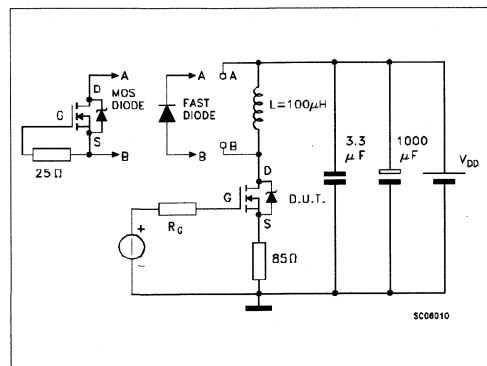 A
A
A
D
MOS
DIODE
FAST
DIODE
G
L=100µH
S
B
B
B
25Ω
3.3
µF
1000
µF
VDD
D
G
D.U.T.
S
RG
+
−
85Ω
SC06010